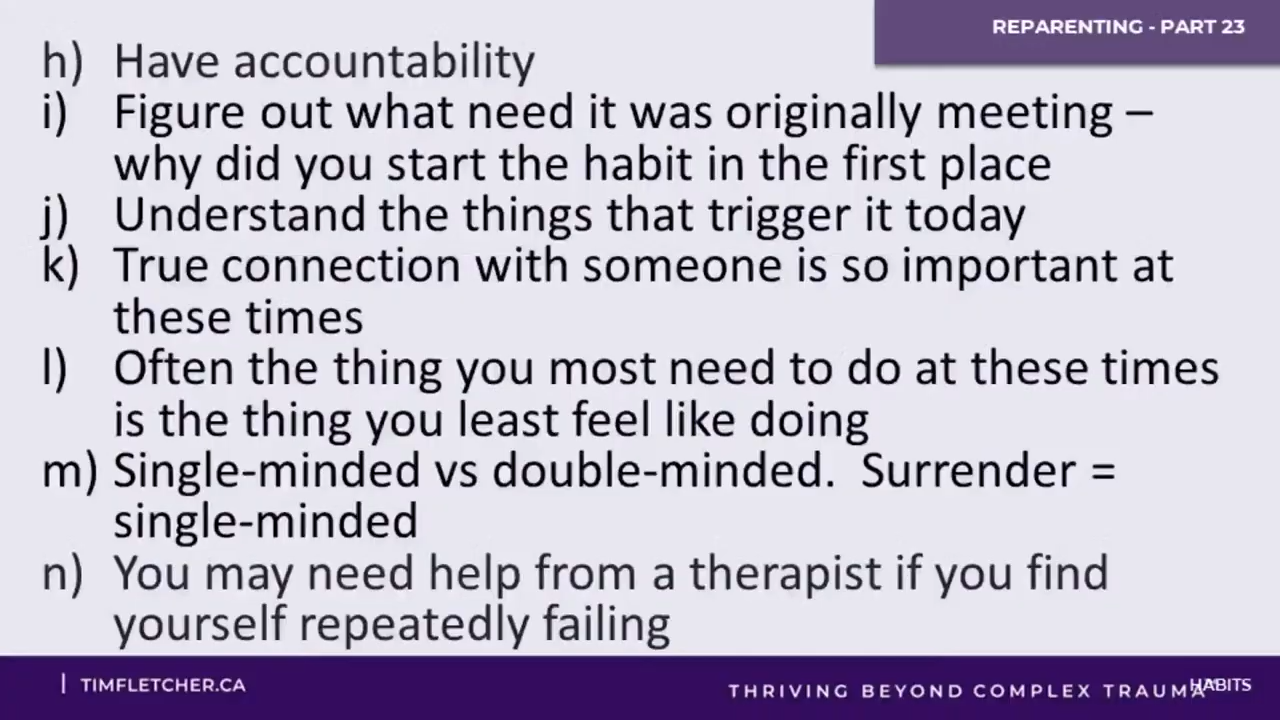 REPARENTING - PART 23
h) Have accountability
i) Figure out what need it was originally meeting –
why did you start the habit in the first place
j) Understand the things that trigger it today
k) True connection with someone is so important at
these times
l) Often the thing you most need to do at these times
is the thing you least feel like doing
m) Single-minded vs double-minded.  Surrender =
single-minded
n) You may need help from a therapist if you find
yourself repeatedly failing
| TIMFLETCHER.CA
THRIVING BEYOND COMPLEX TRAUMA
HABITS